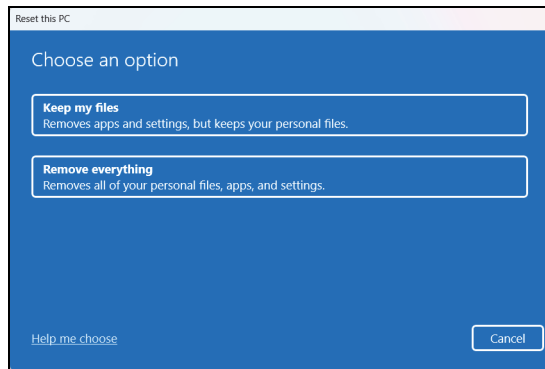 Reset this PC
Choose an option
Keep my files
Removes apps and settings, but keeps your personal files.
Remove everything
Removes all of your personal files, apps, and settings.
Help me choose
Cancel